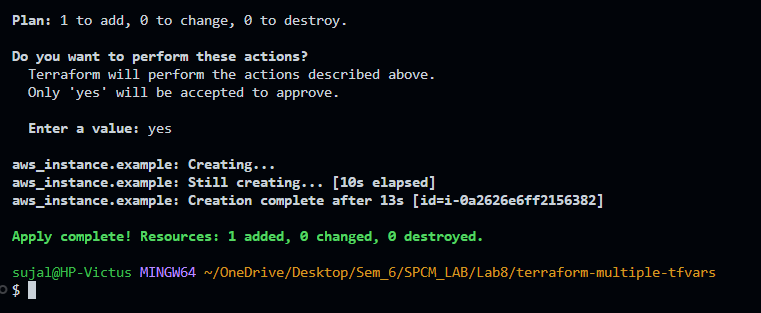 Plan: 1 to add, 0 to change, 0 to destroy.
Do you want to perform these actions?
Terraform will perform the actions described above.
Only 'yes' will be accepted to approve.
Enter a value: yes
aws_instance.example: Creating...
aws_instance.example: Still creating... [10s elapsed]
aws_instance.example: Creation complete after 13s [id=i-0a2626e6ff2156382]
Apply complete! Resources: 1 added, 0 changed, 0 destroyed.
sujal@HP-Victus MINGW64 ~/OneDrive/Desktop/Sem_6/SPCM_LAB/Lab8/terraform-multiple-tfvars
$